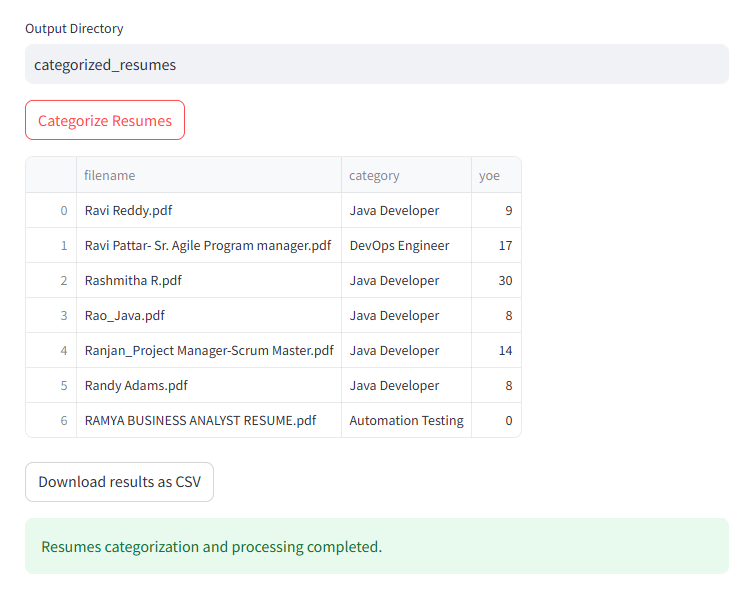 Output Directory
categorized_resumes
Categorize Resumes
filename category yoe
0 Ravi Reddy.pdf Java Developer 9
1 Ravi Pattar- Sr. Agile Program manager.pdf DevOps Engineer 17
2 Rashmitha R.pdf Java Developer 30
3 Rao_Java.pdf Java Developer 8
4 Ranjan_Project Manager-Scrum Master.pdf Java Developer 14
5 Randy Adams.pdf Java Developer 8
6 RAMYA BUSINESS ANALYST RESUME.pdf Automation Testing 0
Download results as CSV
Resumes categorization and processing completed.